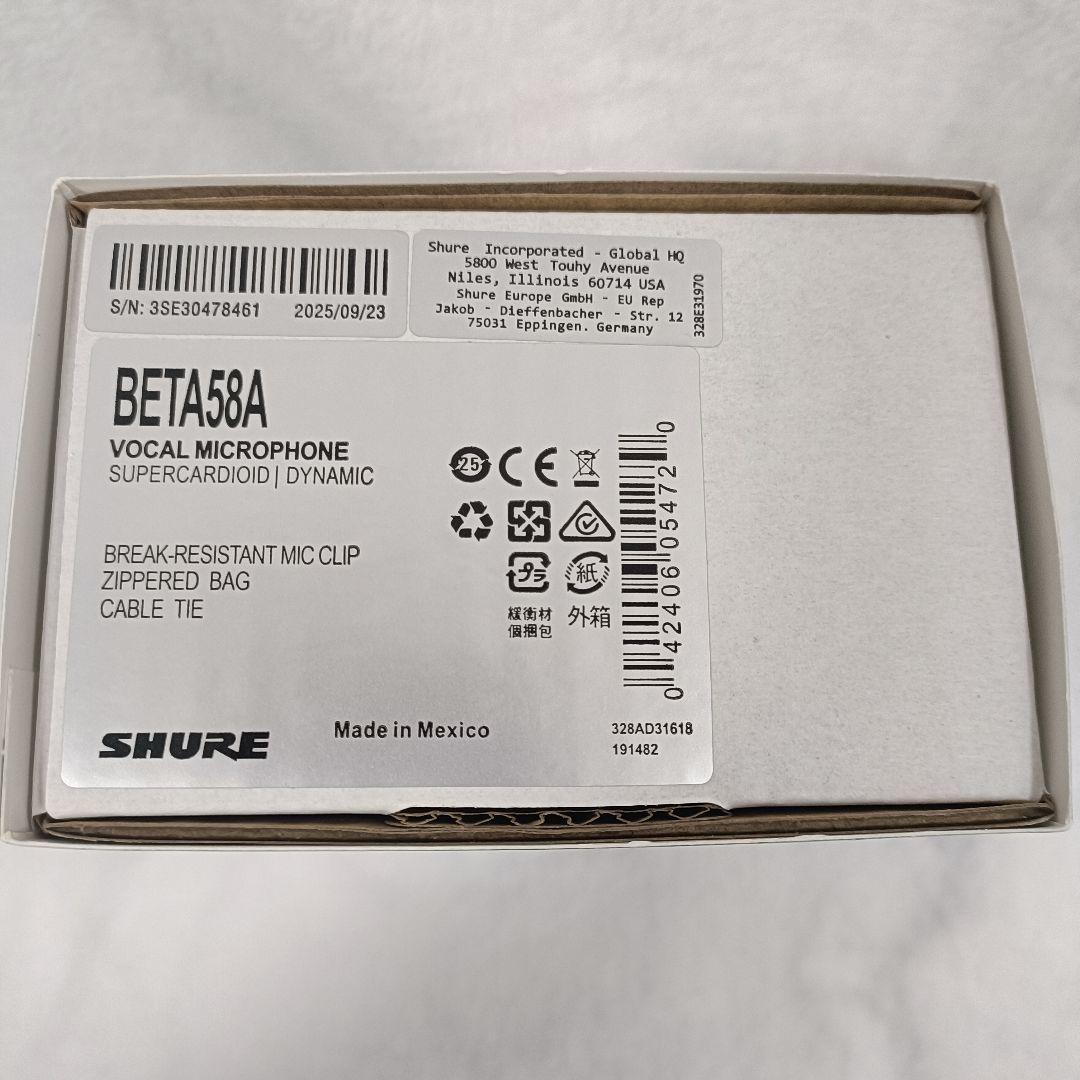 S/N: 3SE30478461 2025/09/23
Shure Incorporated - Global HQ
5800 West Touhy Avenue
Niles, Illinois 60714 USA
Shure Europe GmbH - EU Rep
Jakob - Dieffenbacher - Str. 12
75031 Eppingen. Germany
328E31970
BETA58A
VOCAL MICROPHONE
SUPERCARDIOID | DYNAMIC
BREAK-RESISTANT MIC CLIP
ZIPPERED BAG
CABLE TIE
25 CE
プラ 紙
緩衝材 外箱
個捆包
0 42406 05472 0
SHURE
Made in Mexico
328AD31618
191482